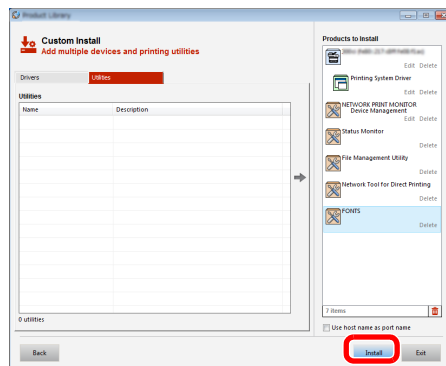 Product Library
Custom Install
Add multiple devices and printing utilities
Drivers
Utilities
Utilities
Name
Description
0 utilities
Products to Install
Edit Delete
Printing System Driver
Edit Delete
NETWORK PRINT MONITOR
Device Management
Edit Delete
Status Monitor
Delete
File Management Utility
Delete
Network Tool for Direct Printing
Delete
FONTS
Delete
7 items
Use host name as port name
Back
Install
Exit